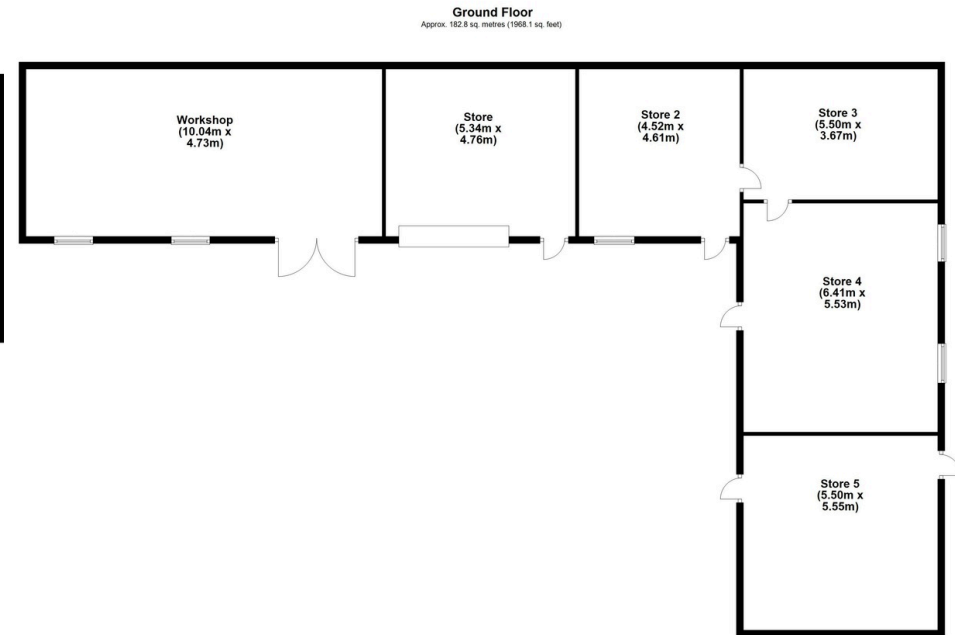 Ground Floor
Approx. 182.8 sq. metres (1968.1 sq. feet)
Workshop
(10.04m x
4.73m)
Store
(5.34m x
4.76m)
Store 2
(4.52m x
4.61m)
Store 3
(5.50m x
3.67m)
Store 4
(6.41m x
5.53m)
Store 5
(5.50m x
5.55m)